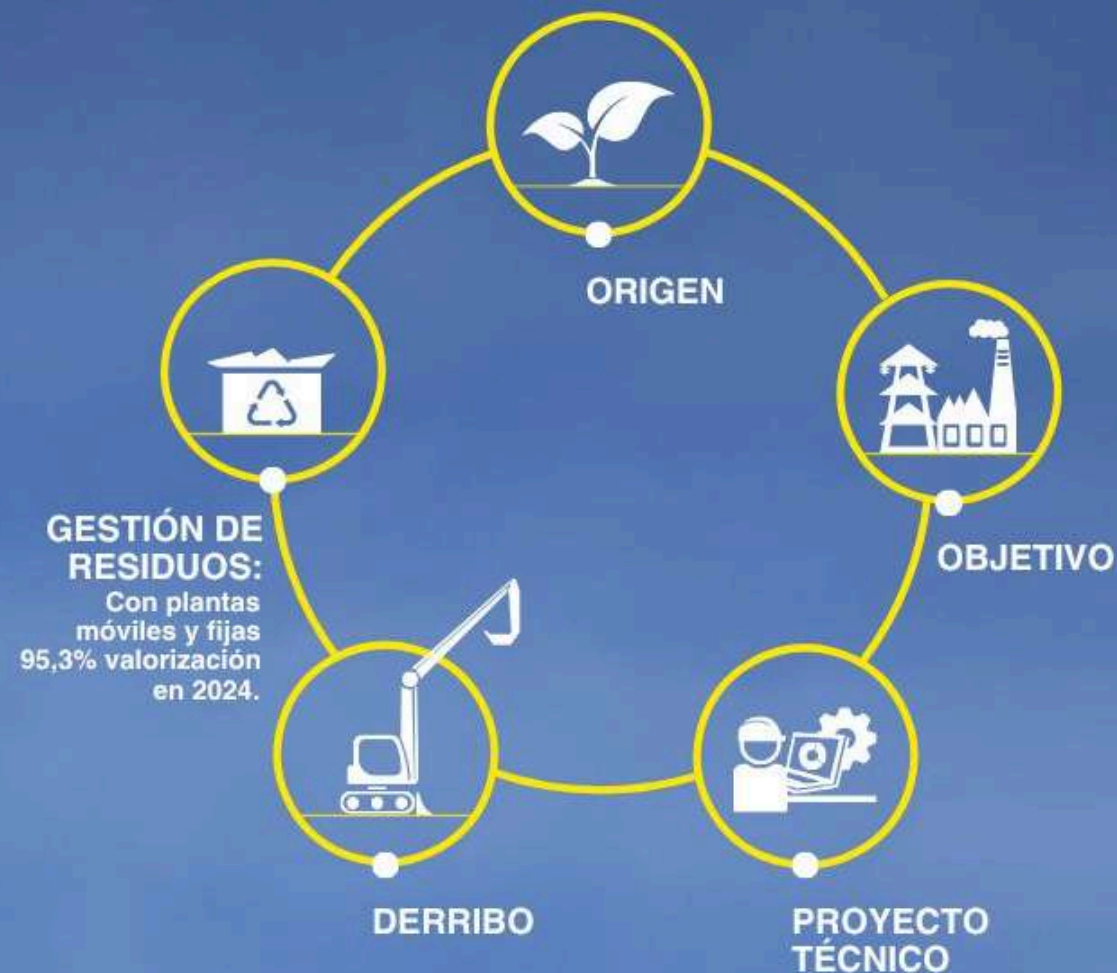 ORIGEN
OBJETIVO
PROYECTO
TÉCNICO
DERRIBO
GESTIÓN DE
RESIDUOS:
Con plantas
móviles y fijas
95,3% valorización
en 2024.